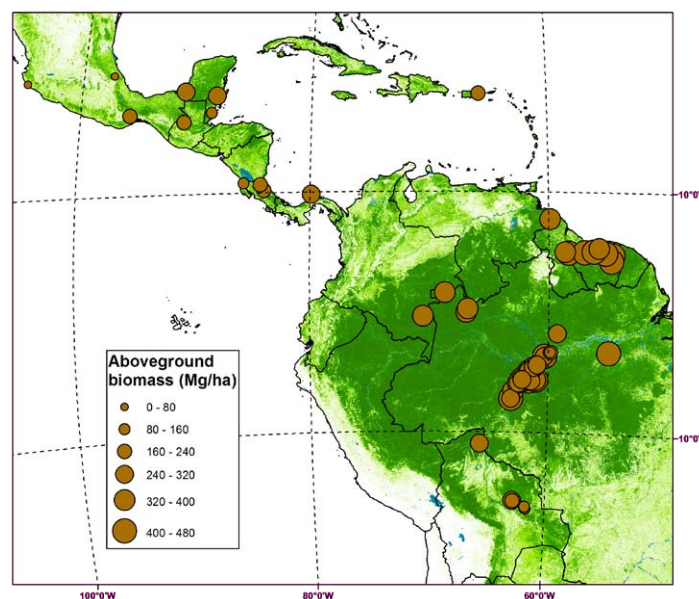 10°0'N
Aboveground
biomass (Mg/ha)
0 - 80
80 - 160
160 - 240
240 - 320
320 - 400
400 - 480
10°0'W
100°0'W
80°0'W
60°0'W